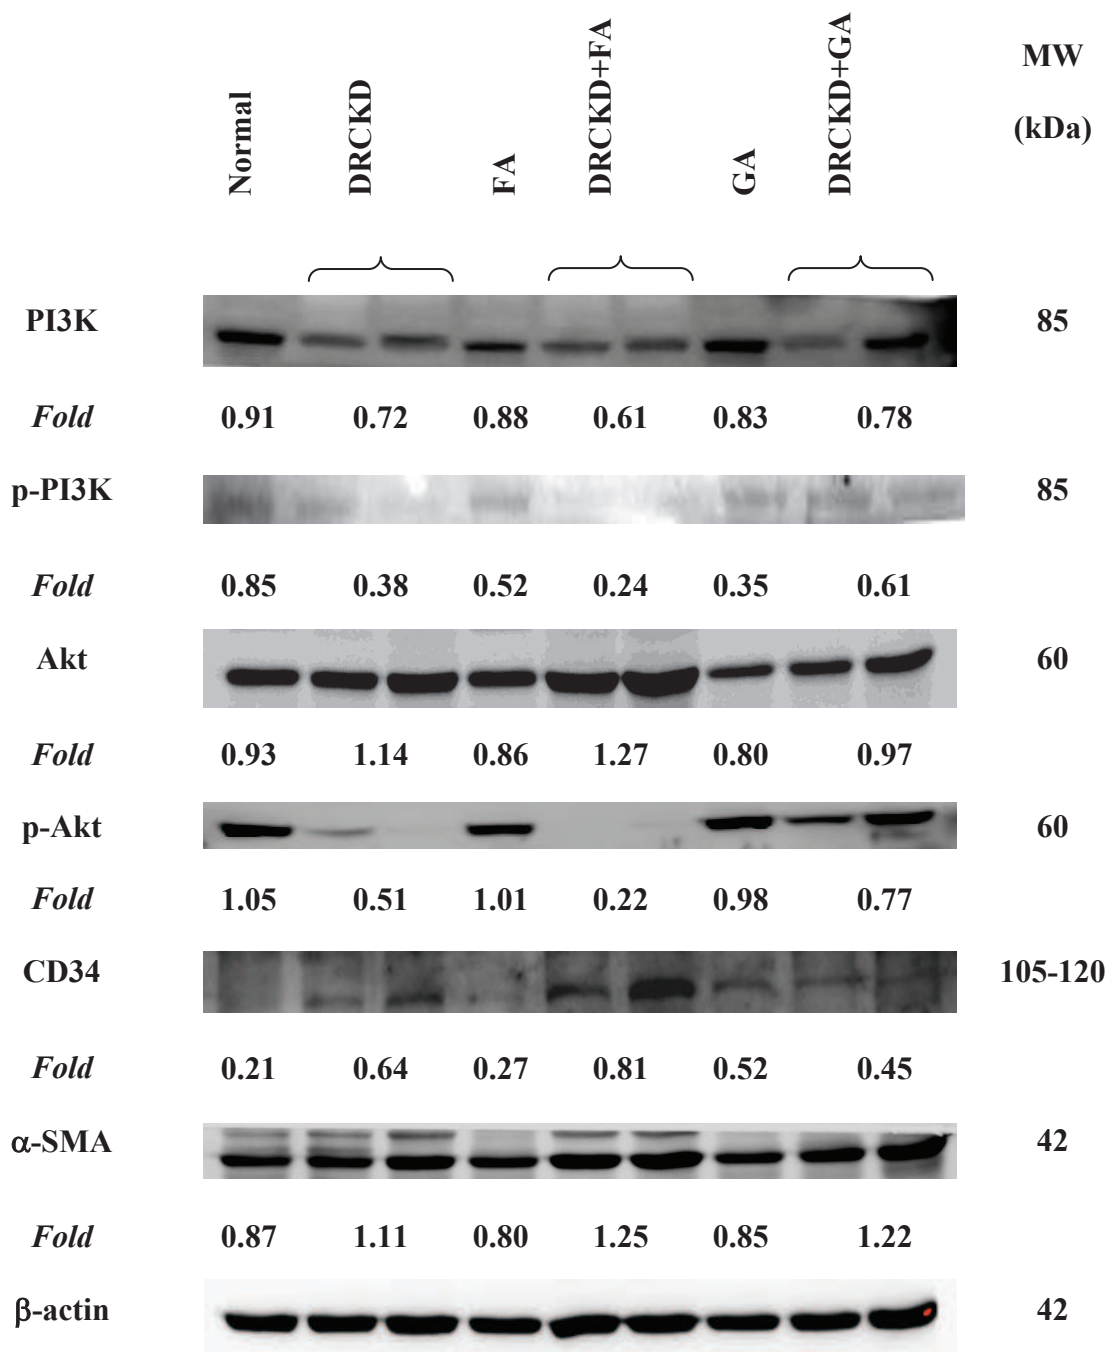 Normal
DRCKD
FA
DRCKD+FA
GA
DRCKD+GA
MW
(kDa)
PI3K 85
Fold 0.91 0.72 0.88 0.61 0.83 0.78
p-PI3K 85
Fold 0.85 0.38 0.52 0.24 0.35 0.61
Akt 60
Fold 0.93 1.14 0.86 1.27 0.80 0.97
p-Akt 60
Fold 1.05 0.51 1.01 0.22 0.98 0.77
CD34 105-120
Fold 0.21 0.64 0.27 0.81 0.52 0.45
α-SMA 42
Fold 0.87 1.11 0.80 1.25 0.85 1.22
β-actin 42